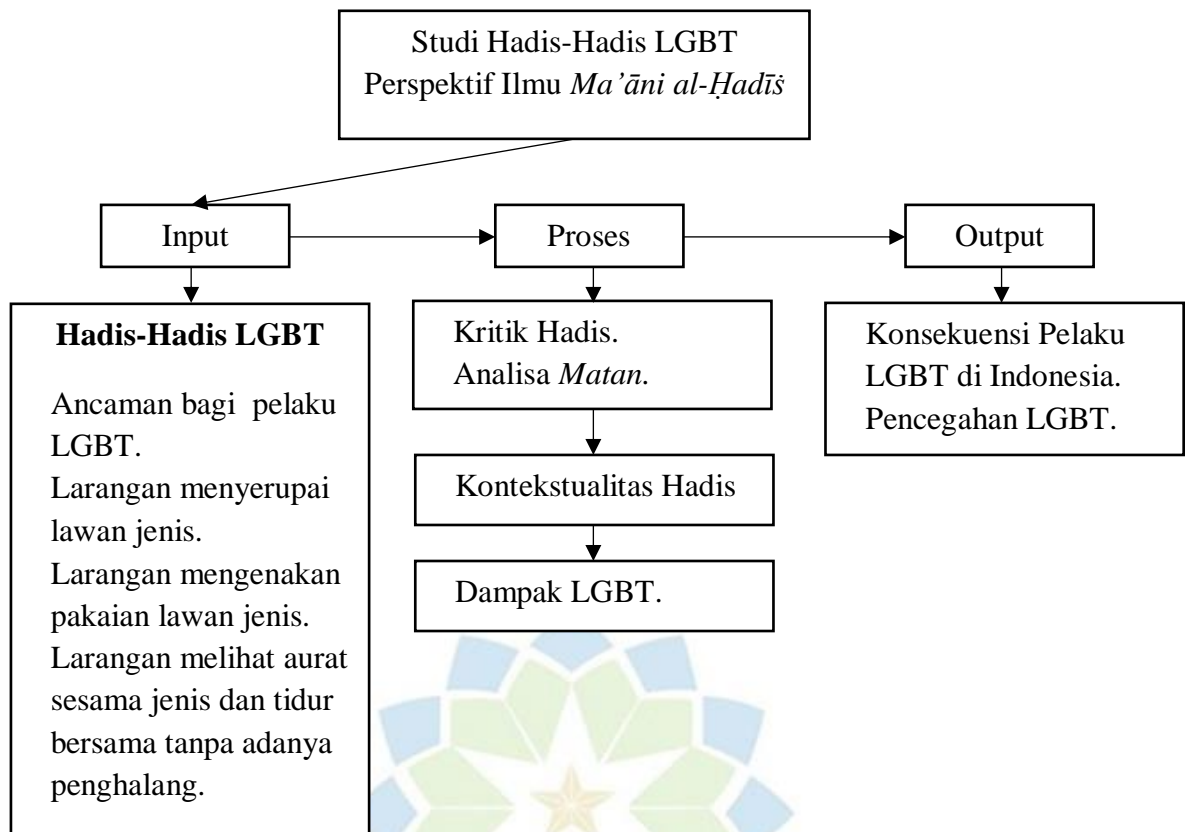 Studi Hadis-Hadis LGBT
Perspektif Ilmu Ma’āni al-Ḥadīṡ
Input
Proses
Output
Hadis-Hadis LGBT
Ancaman bagi pelaku
LGBT.
Larangan menyerupai
lawan jenis.
Larangan mengenakan
pakaian lawan jenis.
Larangan melihat aurat
sesama jenis dan tidur
bersama tanpa adanya
penghalang.
Kritik Hadis.
Analisa Matan.
Kontekstualitas Hadis
Dampak LGBT.
Konsekuensi Pelaku
LGBT di Indonesia.
Pencegahan LGBT.